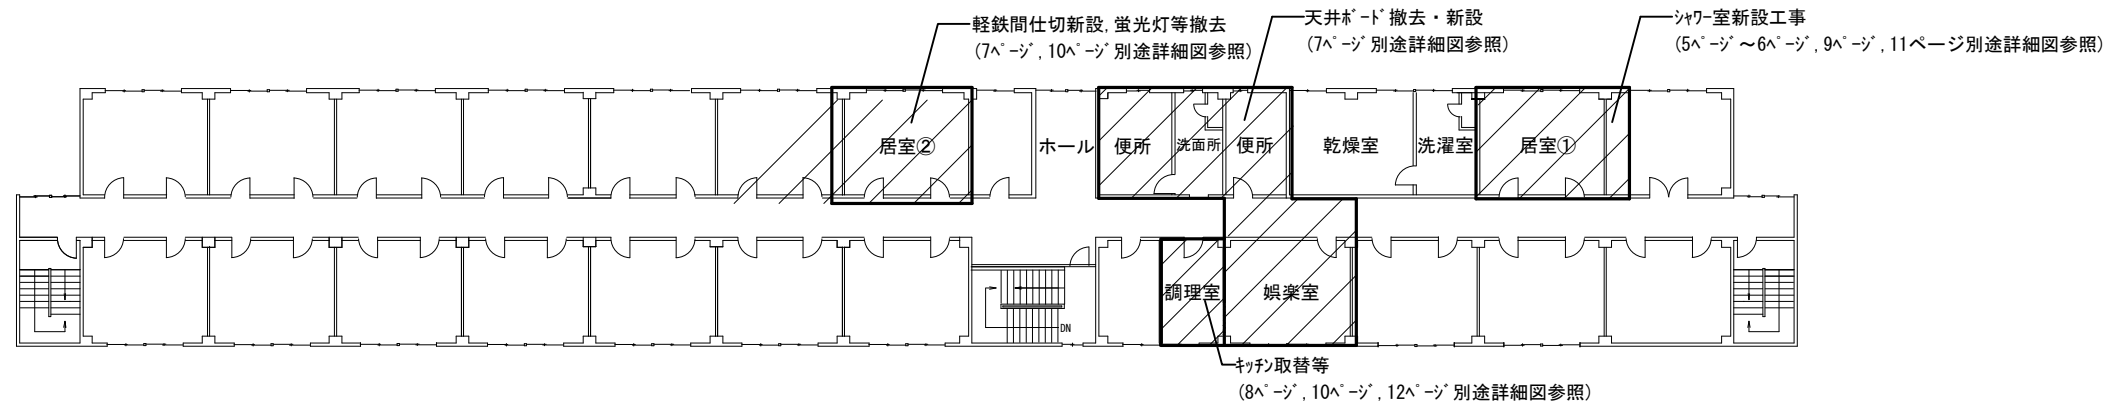 軽鉄間仕切新設,蛍光灯等撤去
(7ﾍﾟｰｼﾞ,10ﾍﾟｰｼﾞ別途詳細図参照)
天井ﾎﾞｰﾄﾞ撤去・新設
(7ﾍﾟｰｼﾞ別途詳細図参照)
ｼｬﾜｰ室新設工事
(5ﾍﾟｰｼﾞ～6ﾍﾟｰｼﾞ,9ﾍﾟｰｼﾞ,11ページ別途詳細図参照)
居室②
ホール
便所
洗面所
便所
乾燥室
洗濯室
居室①
調理室
娯楽室
DN
ｷｯﾁﾝ取替等
(8ﾍﾟｰｼﾞ,10ﾍﾟｰｼﾞ,12ﾍﾟｰｼﾞ別途詳細図参照)